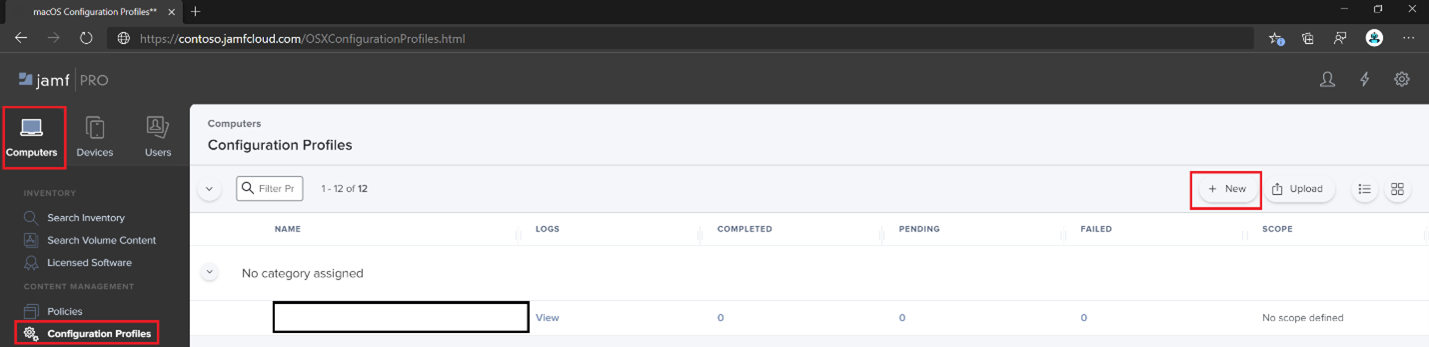 macOS Configuration Profiles**
https://contoso.jamfcloud.com/OSXConfigurationProfiles.html
jamf PRO
Computers Devices Users
Computers
Configuration Profiles
INVENTORY
Search Inventory
Search Volume Content
Licensed Software
CONTENT MANAGEMENT
Policies
Configuration Profiles
Filter Pr 1 - 12 of 12 New Upload
NAME LOGS COMPLETED PENDING FAILED SCOPE
No category assigned
View 0 0 0 No scope defined